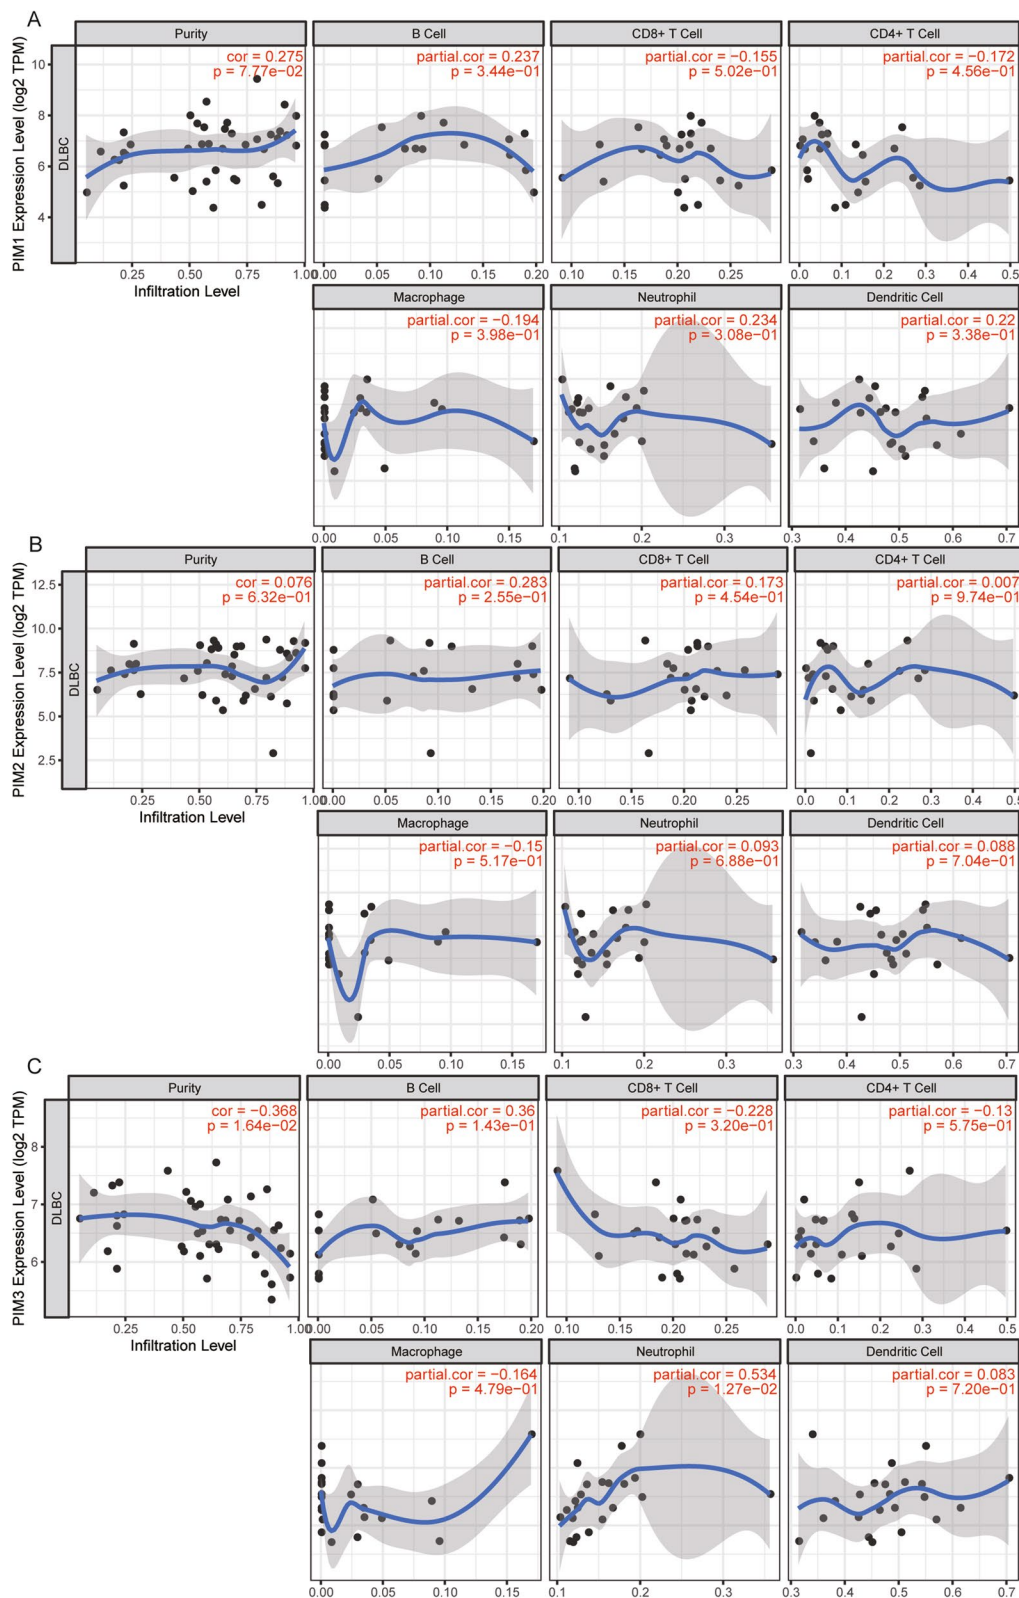 A
Purity
B Cell
CD8+ T Cell
CD4+ T Cell
cor = 0.275
p = 7.77e−02
partial.cor = 0.237
p = 3.44e−01
partial.cor = −0.155
p = 5.02e−01
partial.cor = −0.172
p = 4.56e−01
PIM1 Expression Level (log2 TPM)
DLBC
10
8
6
4
0.25 0.50 0.75 1.00
0.00 0.05 0.10 0.15 0.20
0.10 0.15 0.20 0.25
0.0 0.1 0.2 0.3 0.4 0.5
Infiltration Level
Macrophage
Neutrophil
Dendritic Cell
partial.cor = −0.194
p = 3.98e−01
partial.cor = 0.234
p = 3.08e−01
partial.cor = 0.22
p = 3.38e−01
0.00 0.05 0.10 0.15
0.1 0.2 0.3
0.3 0.4 0.5 0.6 0.7
B
Purity
B Cell
CD8+ T Cell
CD4+ T Cell
cor = 0.076
p = 6.32e−01
partial.cor = 0.283
p = 2.55e−01
partial.cor = 0.173
p = 4.54e−01
partial.cor = 0.007
p = 9.74e−01
PIM2 Expression Level (log2 TPM)
DLBC
12.5
10.0
7.5
5.0
2.5
0.25 0.50 0.75 1.00
0.00 0.05 0.10 0.15 0.20
0.10 0.15 0.20 0.25
0.0 0.1 0.2 0.3 0.4 0.5
Infiltration Level
Macrophage
Neutrophil
Dendritic Cell
partial.cor = −0.15
p = 5.17e−01
partial.cor = 0.093
p = 6.88e−01
partial.cor = 0.088
p = 7.04e−01
0.00 0.05 0.10 0.15
0.1 0.2 0.3
0.3 0.4 0.5 0.6 0.7
C
Purity
B Cell
CD8+ T Cell
CD4+ T Cell
cor = −0.368
p = 1.64e−02
partial.cor = 0.36
p = 1.43e−01
partial.cor = −0.228
p = 3.20e−01
partial.cor = −0.13
p = 5.75e−01
PIM3 Expression Level (log2 TPM)
DLBC
8
7
6
0.25 0.50 0.75 1.00
0.00 0.05 0.10 0.15 0.20
0.10 0.15 0.20 0.25
0.0 0.1 0.2 0.3 0.4 0.5
Infiltration Level
Macrophage
Neutrophil
Dendritic Cell
partial.cor = −0.164
p = 4.79e−01
partial.cor = 0.534
p = 1.27e−02
partial.cor = 0.083
p = 7.20e−01
0.00 0.05 0.10 0.15
0.1 0.2 0.3
0.3 0.4 0.5 0.6 0.7